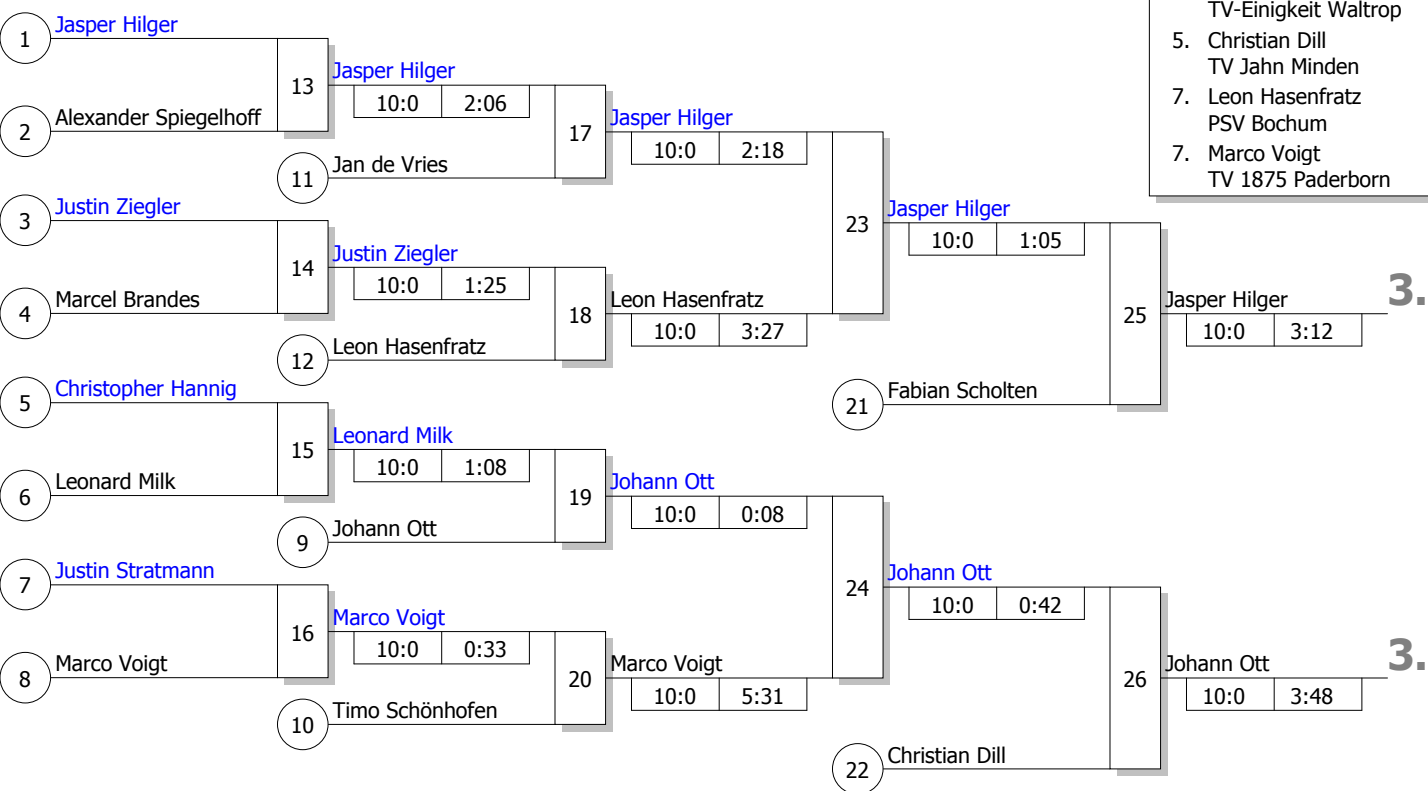 TV-Einigkeit Waltrop
5. Christian Dill
TV Jahn Minden
7. Leon Hasenfratz
PSV Bochum
7. Marco Voigt
TV 1875 Paderborn
1 Jasper Hilger
13 Jasper Hilger
10:0 2:06
2 Alexander Spiegelhoff
17 Jasper Hilger
10:0 2:18
11 Jan de Vries
3 Justin Ziegler
23 Jasper Hilger
10:0 1:05
14 Justin Ziegler
10:0 1:25
4 Marcel Brandes
18 Leon Hasenfratz
10:0 3:27
25 Jasper Hilger 3.
10:0 3:12
12 Leon Hasenfratz
5 Christopher Hannig
21 Fabian Scholten
15 Leonard Milk
10:0 1:08
6 Leonard Milk
19 Johann Ott
10:0 0:08
9 Johann Ott
7 Justin Stratmann
24 Johann Ott
10:0 0:42
16 Marco Voigt
10:0 0:33
8 Marco Voigt
20 Marco Voigt
10:0 5:31
26 Johann Ott 3.
10:0 3:48
10 Timo Schönhofen
22 Christian Dill